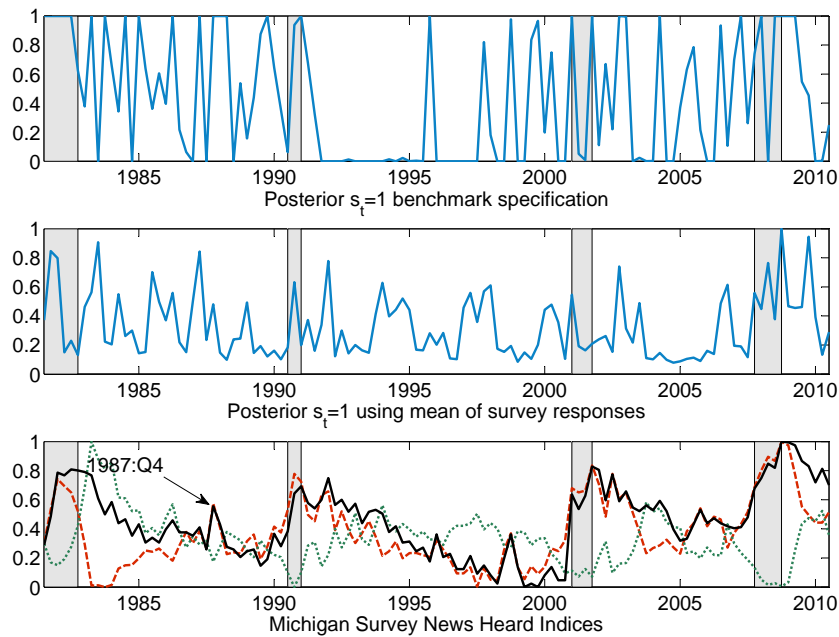 1
0.8
0.6
0.4
0.2
0
1985 1990 1995 2000 2005 2010
Posterior s_t=1 benchmark specification
1
0.8
0.6
0.4
0.2
0
1985 1990 1995 2000 2005 2010
Posterior s_t=1 using mean of survey responses
1
0.8
0.6
0.4
0.2
0
1987:Q4
1985 1990 1995 2000 2005 2010
Michigan Survey News Heard Indices